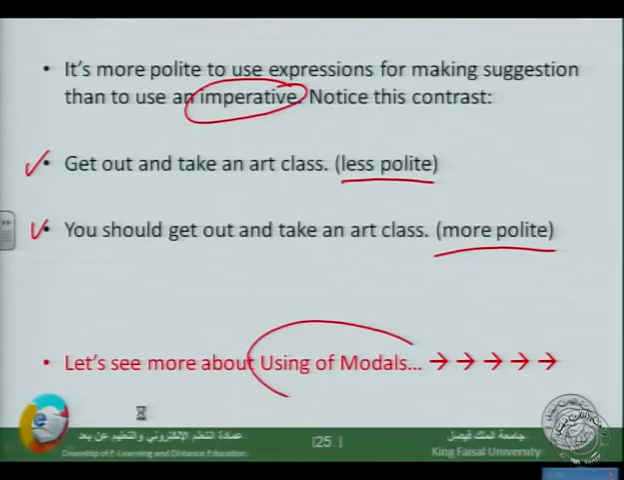 • It's more polite to use expressions for making suggestion
than to use an imperative. Notice this contrast:
• Get out and take an art class. (less polite)
• You should get out and take an art class. (more polite)
• Let's see more about Using of Modals... → → → → →
عمادة التعلم الإلكتروني والتعليم عن بعد
Deanship of E-Learning and Distance Education
|25|
جامعة الملك فيصل
King Faisal University